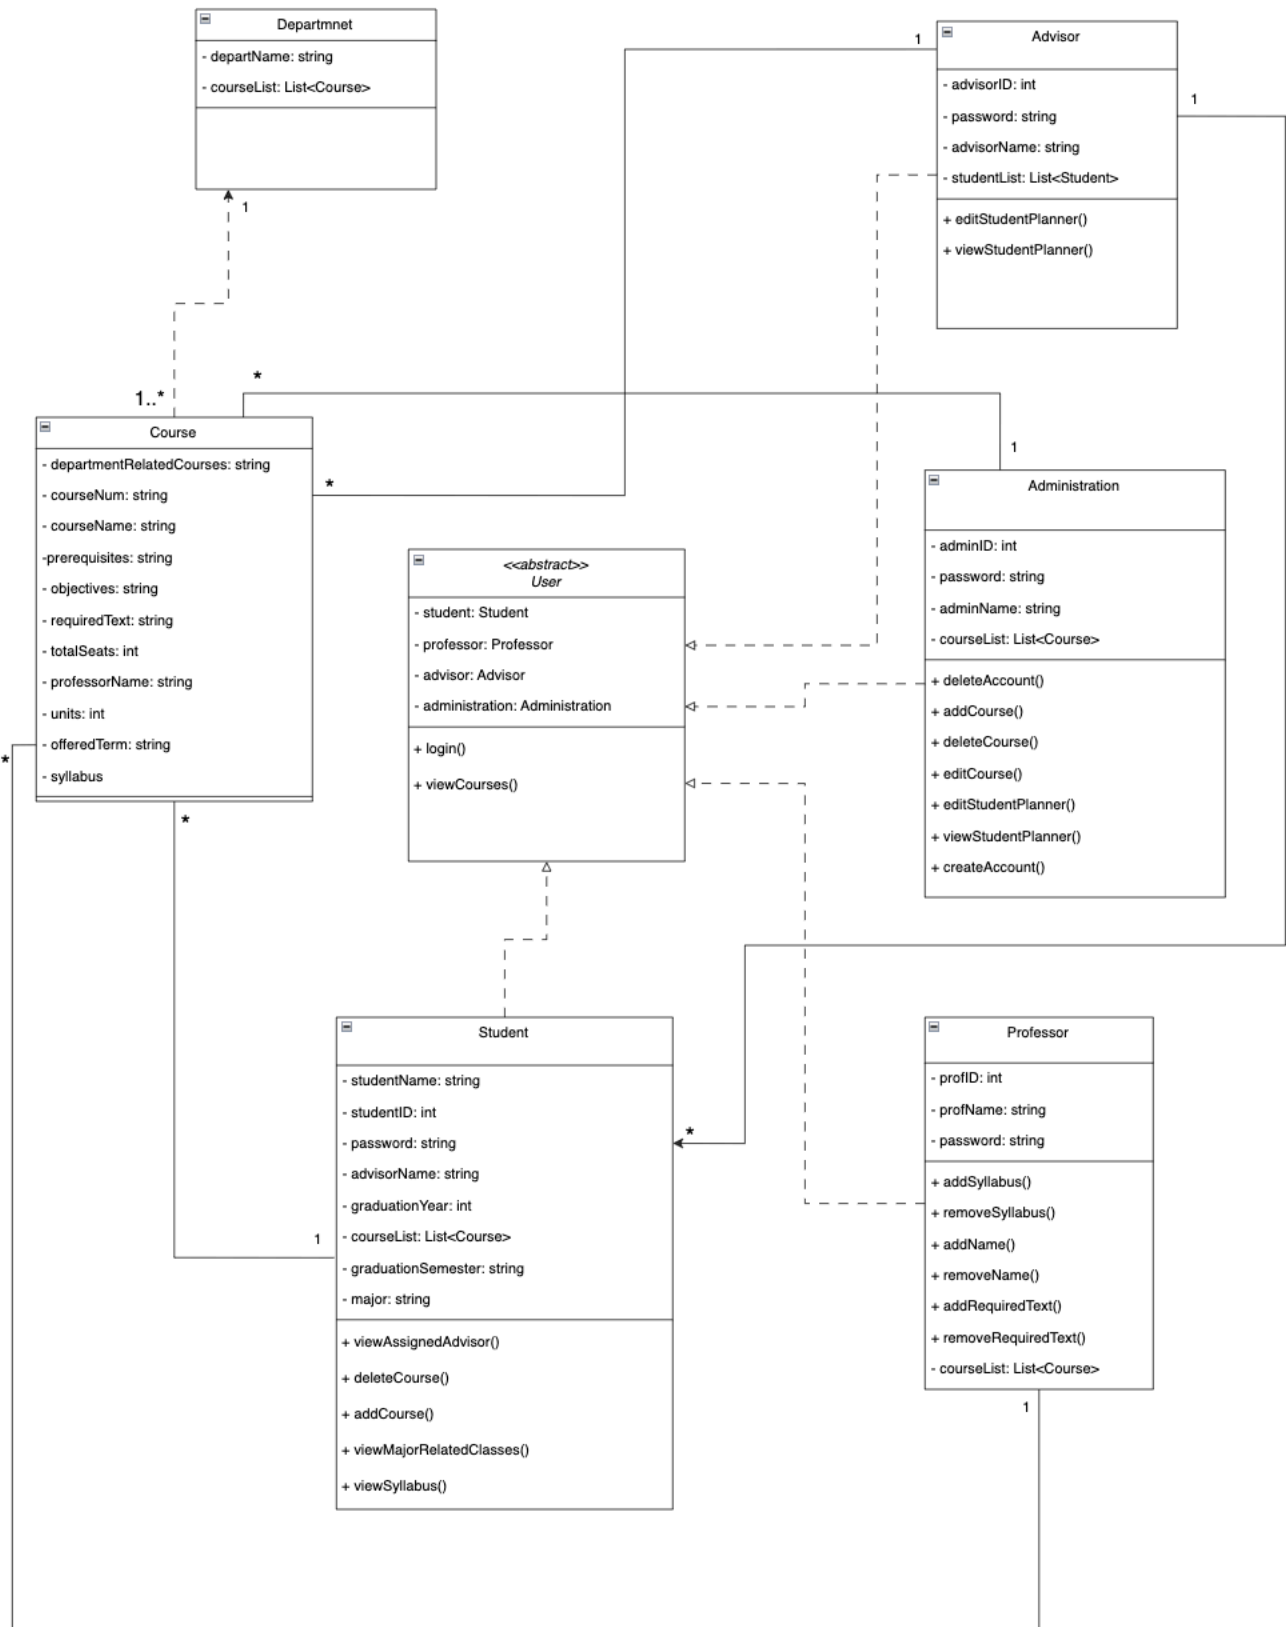 Departmnet
- departName: string
- courseList: List<Course>
1
1..*
Advisor
- advisorID: int
- password: string
- advisorName: string
- studentList: List<Student>
+ editStudentPlanner()
+ viewStudentPlanner()
1
1
*
*
Course
- departmentRelatedCourses: string
- courseNum: string
- courseName: string
-prerequisites: string
- objectives: string
- requiredText: string
- totalSeats: int
- professorName: string
- units: int
- offeredTerm: string
- syllabus
*
*
1
Administration
- adminID: int
- password: string
- adminName: string
- courseList: List<Course>
+ deleteAccount()
+ addCourse()
+ deleteCourse()
+ editCourse()
+ editStudentPlanner()
+ viewStudentPlanner()
+ createAccount()
<<abstract>>
User
- student: Student
- professor: Professor
- advisor: Advisor
- administration: Administration
+ login()
+ viewCourses()
Student
- studentName: string
- studentID: int
- password: string
- advisorName: string
- graduationYear: int
- courseList: List<Course>
- graduationSemester: string
- major: string
+ viewAssignedAdvisor()
+ deleteCourse()
+ addCourse()
+ viewMajorRelatedClasses()
+ viewSyllabus()
1
*
Professor
- profID: int
- profName: string
- password: string
+ addSyllabus()
+ removeSyllabus()
+ addName()
+ removeName()
+ addRequiredText()
+ removeRequiredText()
- courseList: List<Course>
1